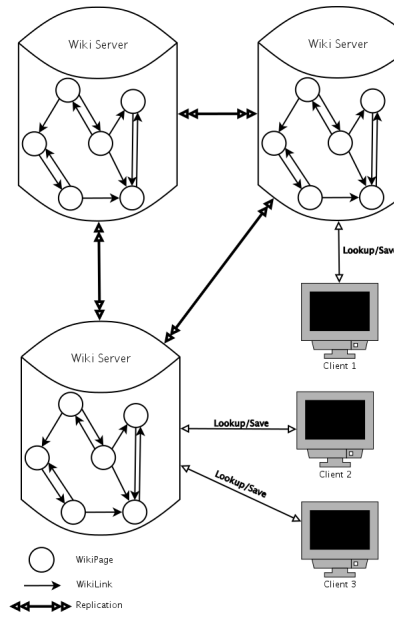 Wiki Server
Wiki Server
Lookup/Save
Client 1
Wiki Server
Lookup/Save
Client 2
Lookup/Save
Client 3
WikiPage
WikiLink
Replication